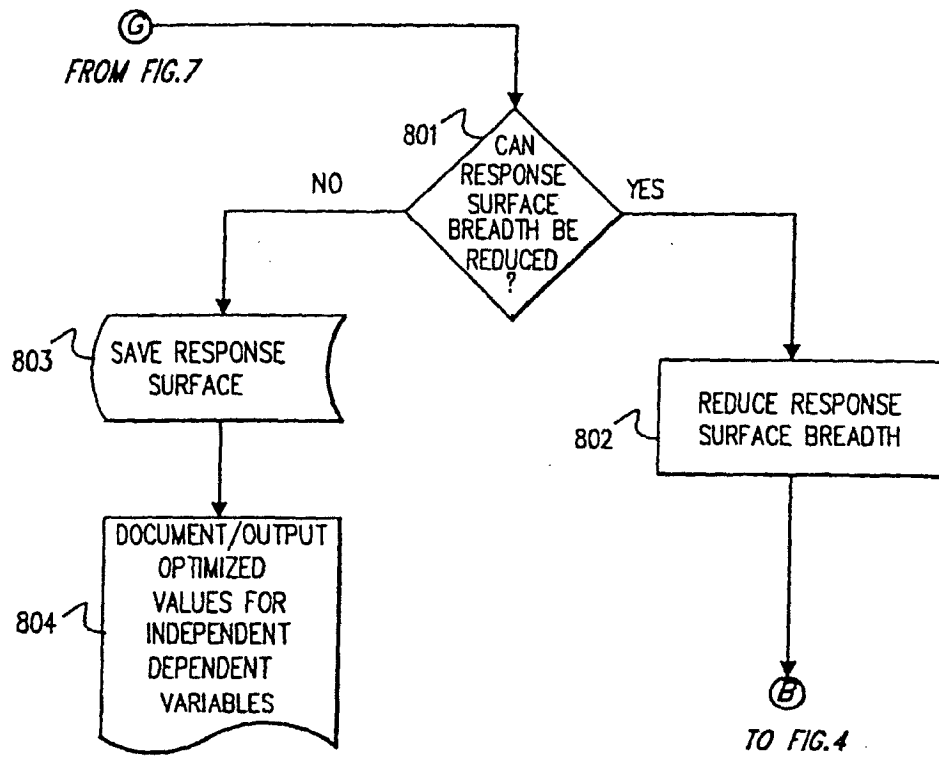 G
FROM FIG.7
801
CAN
RESPONSE
SURFACE
BREADTH BE
REDUCED
?
NO
YES
803
SAVE RESPONSE
SURFACE
802
REDUCE RESPONSE
SURFACE BREADTH
804
DOCUMENT/OUTPUT
OPTIMIZED
VALUES FOR
INDEPENDENT
DEPENDENT
VARIABLES
B
TO FIG.4